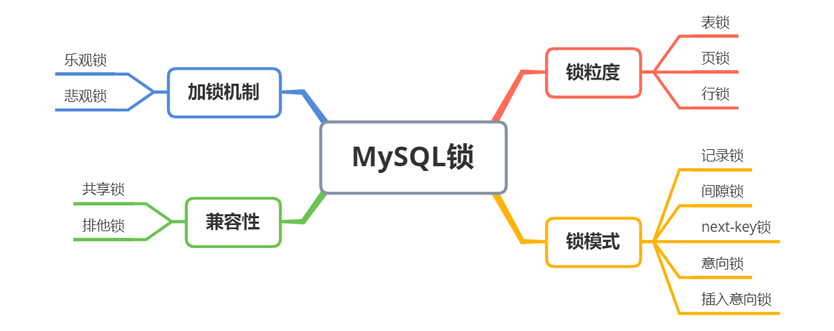 MySQL锁
加锁机制
乐观锁
悲观锁
兼容性
共享锁
排他锁
锁粒度
表锁
页锁
行锁
锁模式
记录锁
间隙锁
next-key锁
意向锁
插入意向锁